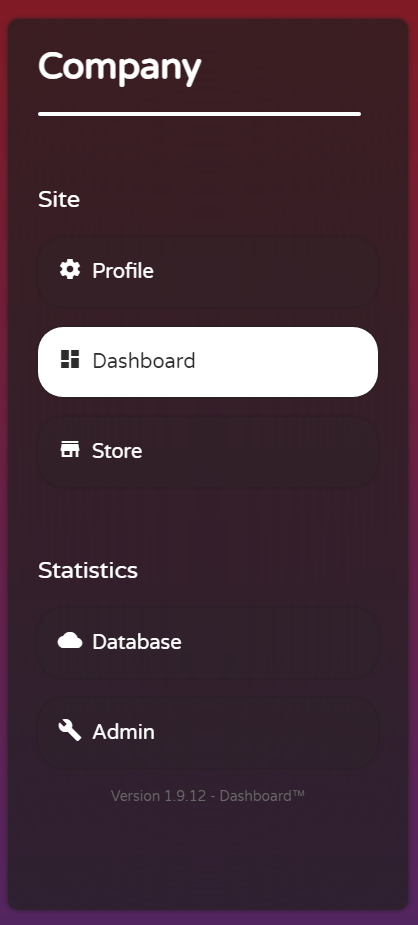 Company
Site
Profile
Dashboard
Store
Statistics
Database
Admin
Version 1.9.12 - Dashboard™